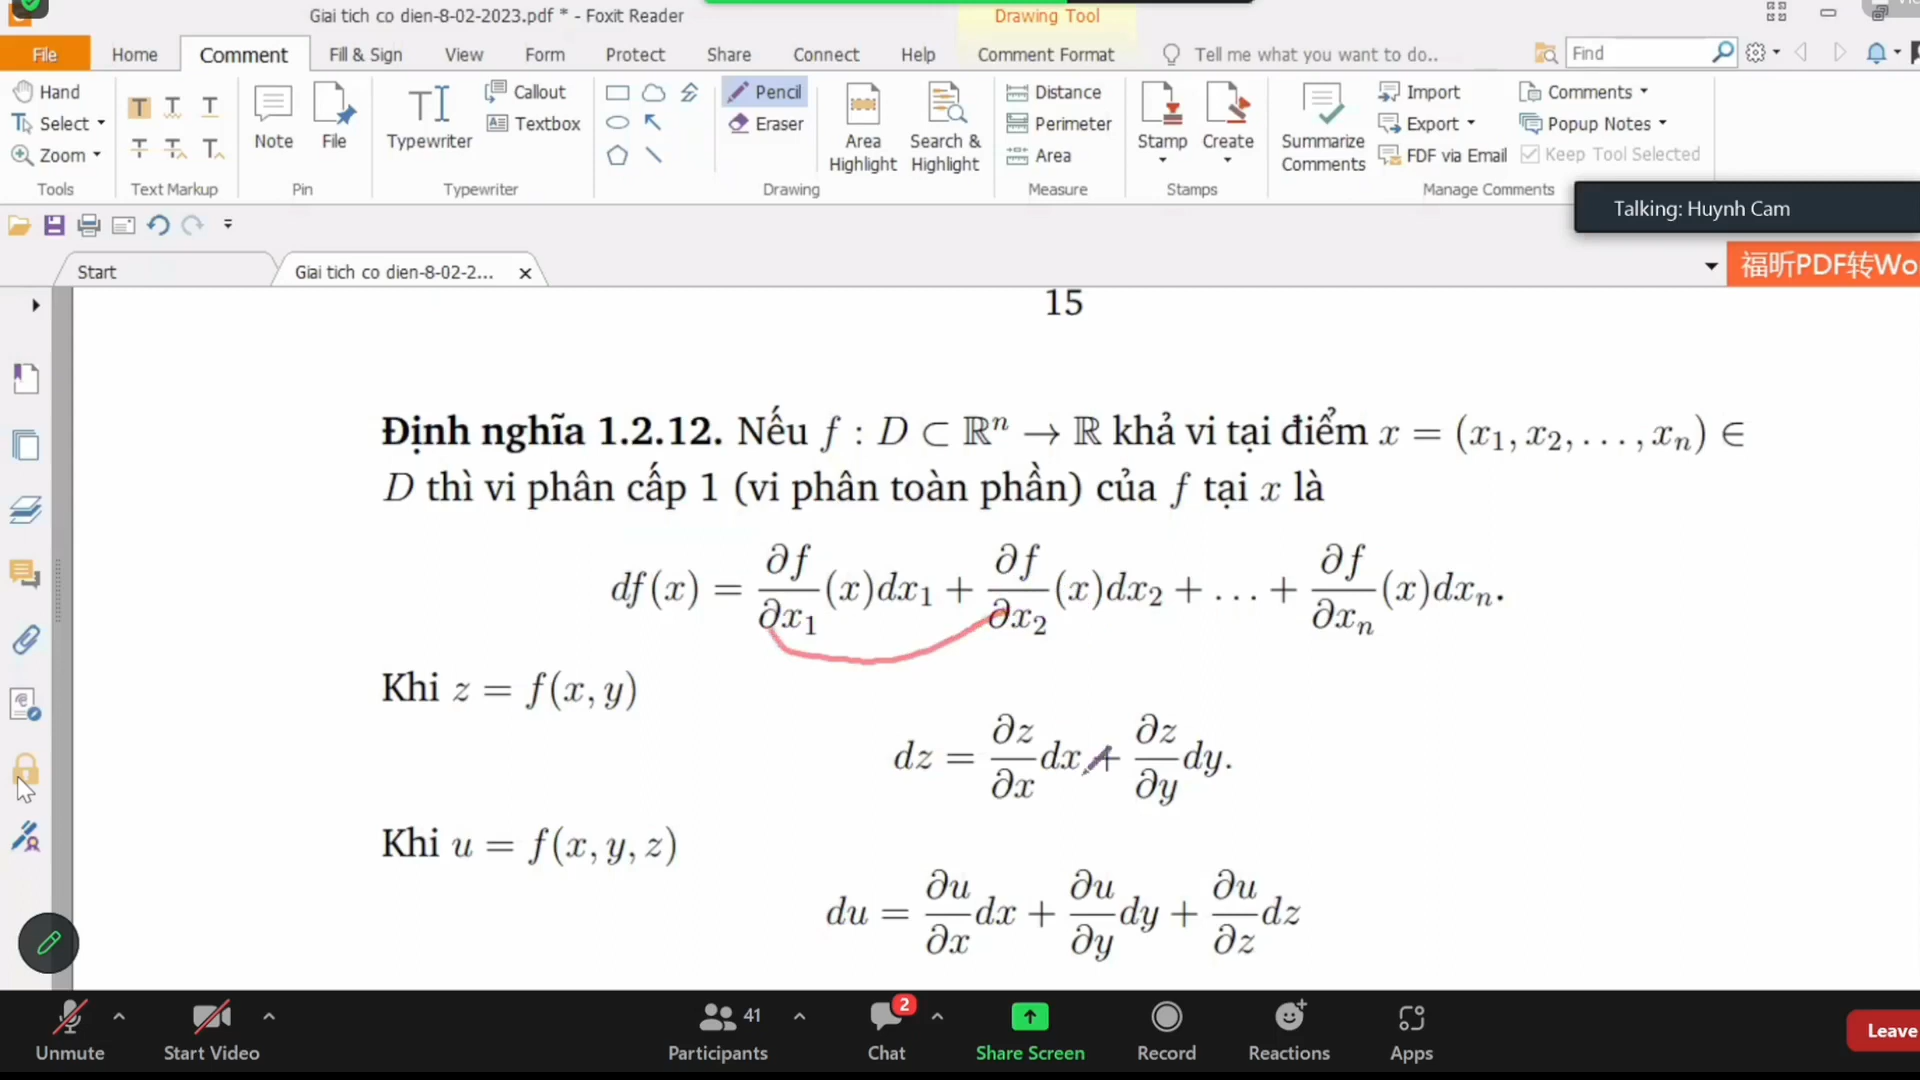 Giai tich co dien-8-02-2023.pdf * - Foxit Reader
Drawing Tool
File Home Comment Fill & Sign View Form Protect Share Connect Help Comment Format Tell me what you want to do.. Find
Hand
Select
Zoom
Tools
Text Markup
Note
File
Pin
Typewriter
Callout
Textbox
Typewriter
Pencil
Eraser
Area Highlight
Search & Highlight
Drawing
Distance
Perimeter
Area
Measure
Stamp
Create
Stamps
Summarize Comments
Import
Export
FDF via Email
Comments
Popup Notes
Keep Tool Selected
Manage Comments
Talking: Huynh Cam
Start
Giai tich co dien-8-02-2...
福昕PDF转Wo
15
Định nghĩa 1.2.12. Nếu f : D ⊂ ℝⁿ → ℝ khả vi tại điểm x = (x₁, x₂, . . . , xₙ) ∈
D thì vi phân cấp 1 (vi phân toàn phần) của f tại x là
df(x) = ∂f/∂x₁ (x)dx₁ + ∂f/∂x₂ (x)dx₂ + . . . + ∂f/∂xₙ (x)dxₙ.
Khi z = f(x, y)
dz = ∂z/∂x dx + ∂z/∂y dy.
Khi u = f(x, y, z)
du = ∂u/∂x dx + ∂u/∂y dy + ∂u/∂z dz
Unmute
Start Video
41
Participants
2
Chat
Share Screen
Record
Reactions
Apps
Leave